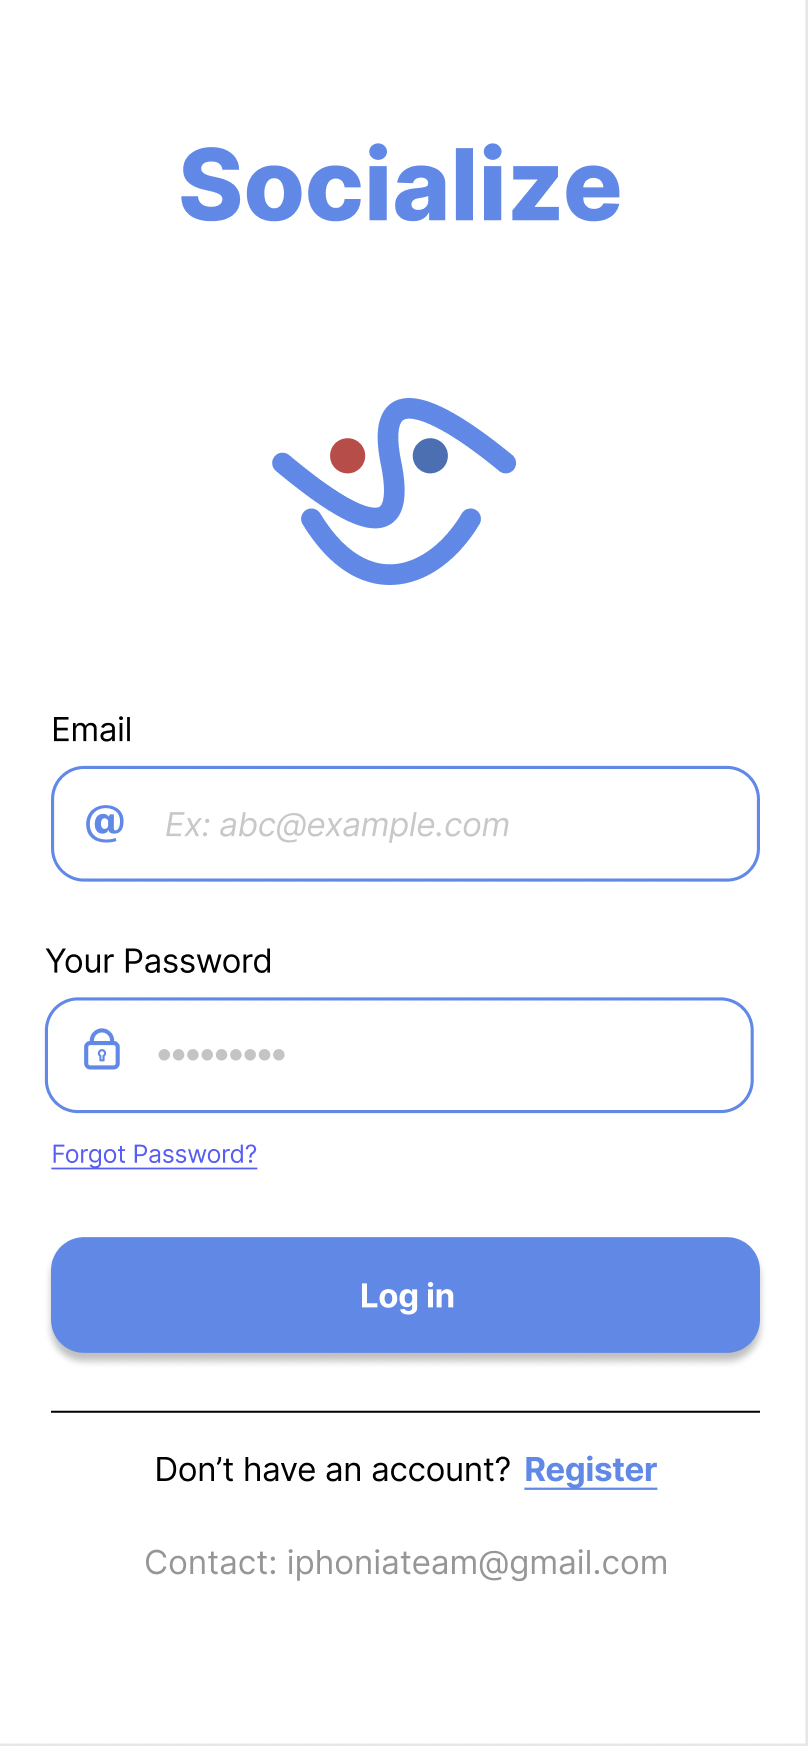 Socialize
Email
@ Ex: abc@example.com
Your Password
•••••••••
Forgot Password?
Log in
Don’t have an account? Register
Contact: iphoniateam@gmail.com